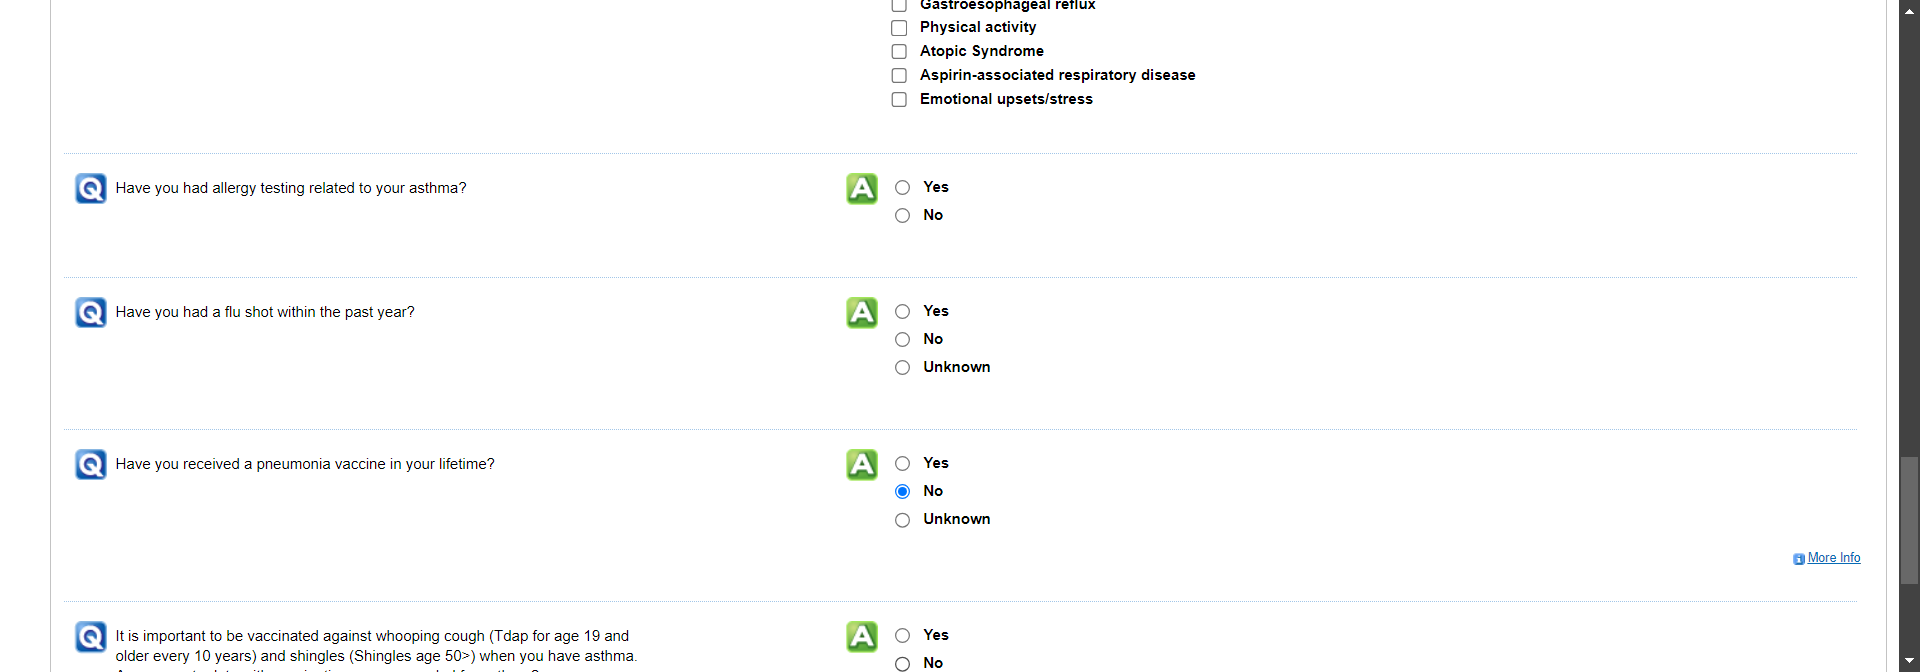 Gastroesophageal reflux
Physical activity
Atopic Syndrome
Aspirin-associated respiratory disease
Emotional upsets/stress
Q Have you had allergy testing related to your asthma?
A Yes
No
Q Have you had a flu shot within the past year?
A Yes
No
Unknown
Q Have you received a pneumonia vaccine in your lifetime?
A Yes
No
Unknown
More Info
Q It is important to be vaccinated against whooping cough (Tdap for age 19 and
older every 10 years) and shingles (Shingles age 50>) when you have asthma.
A Yes
No